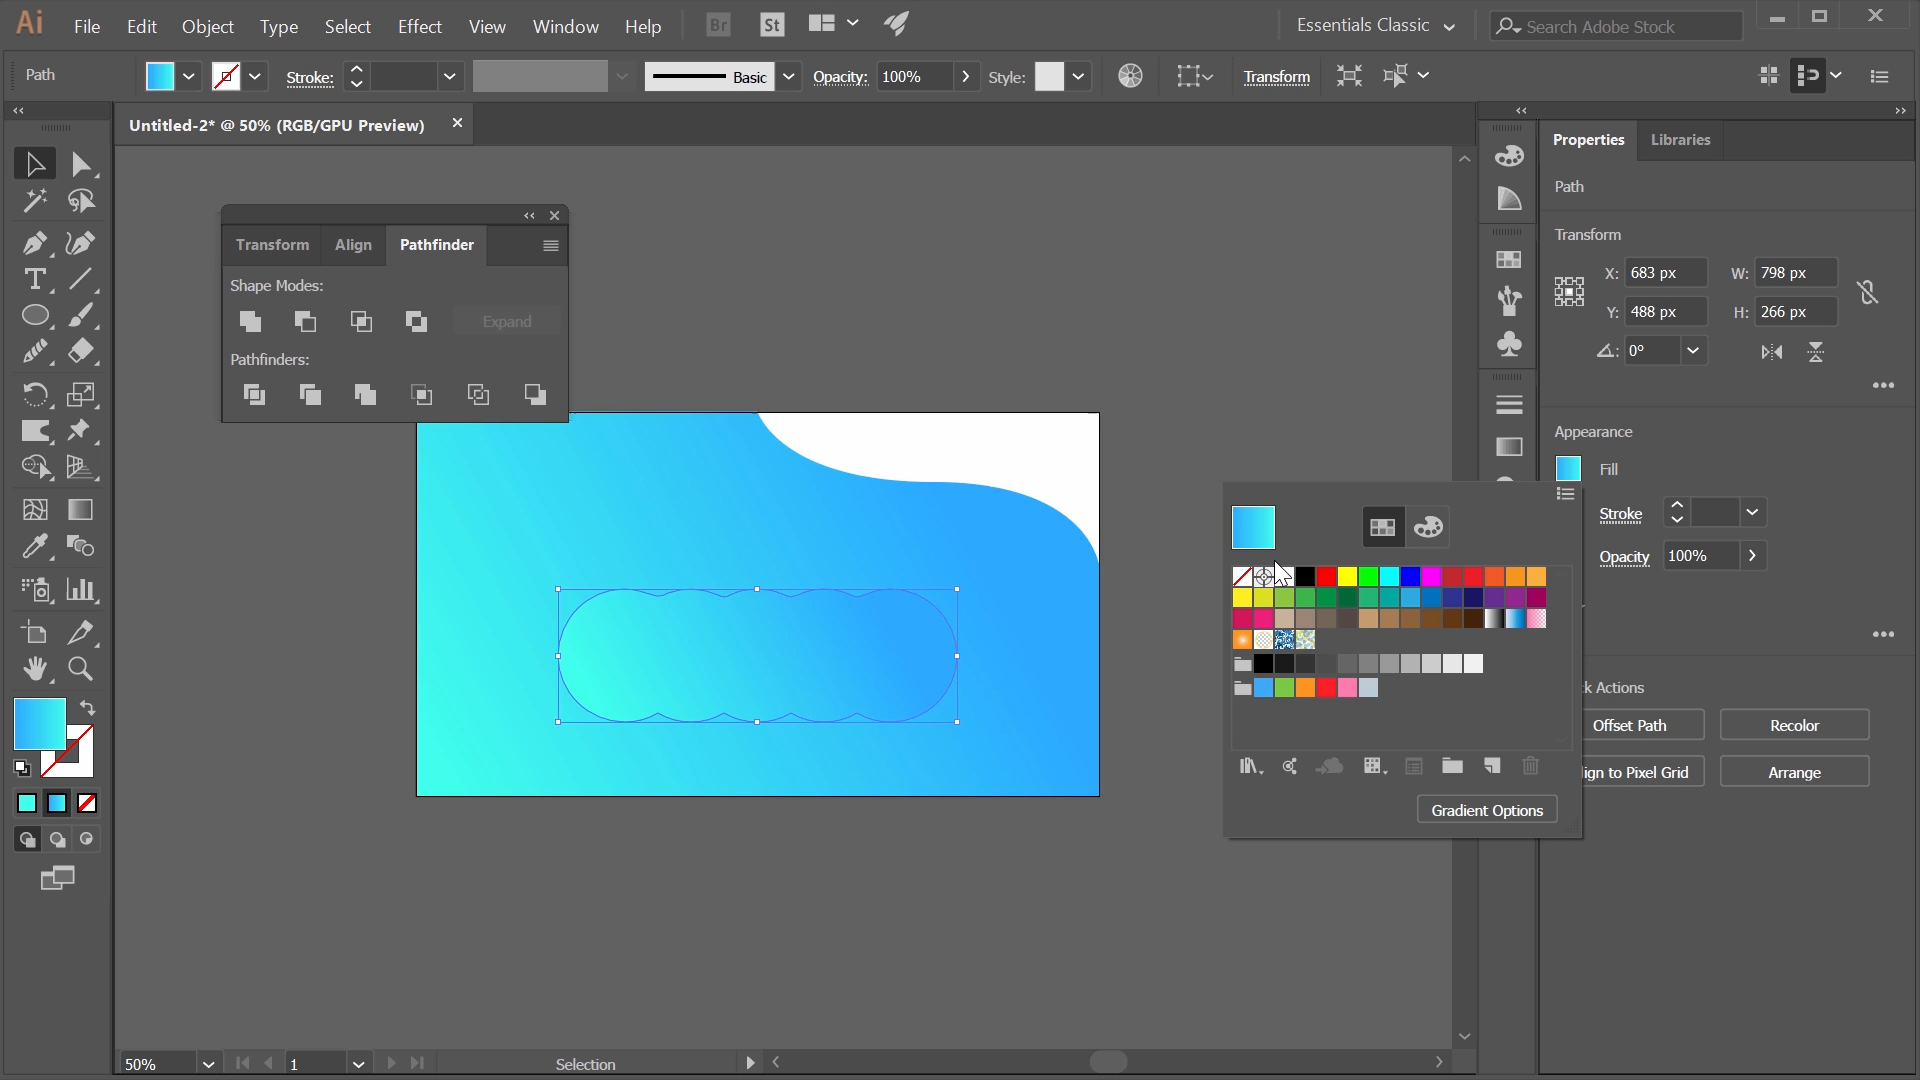 Ai File Edit Object Type Select Effect View Window Help Br St Essentials Classic Search Adobe Stock
Path Stroke: Basic Opacity: 100% Style: Transform
Untitled-2* @ 50% (RGB/GPU Preview)
Properties Libraries
Path
Transform
X: 683 px W: 798 px
Y: 488 px H: 266 px
0°
Appearance
Fill
Stroke
Opacity 100%
Transform Align Pathfinder
Shape Modes:
Expand
Pathfinders:
k Actions
Offset Path Recolor
ign to Pixel Grid Arrange
Gradient Options
50% 1 Selection